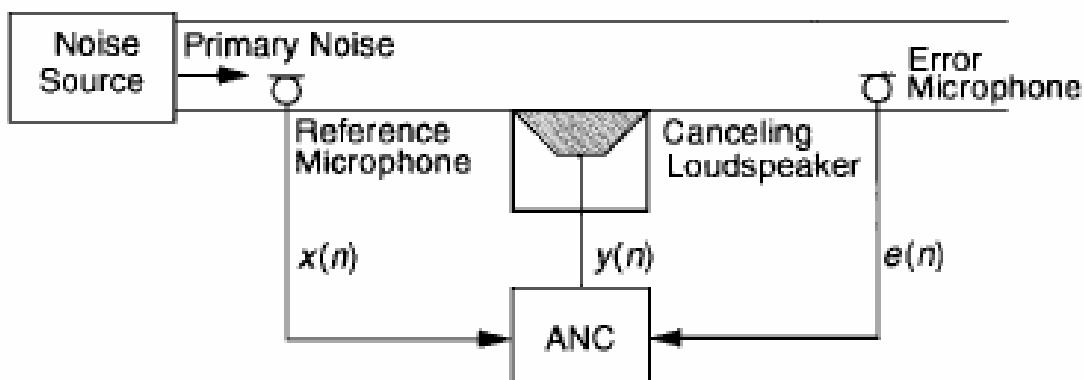 Noise
Source
Primary Noise
Error
Microphone
Reference
Microphone
Canceling
Loudspeaker
x(n)
y(n)
e(n)
ANC